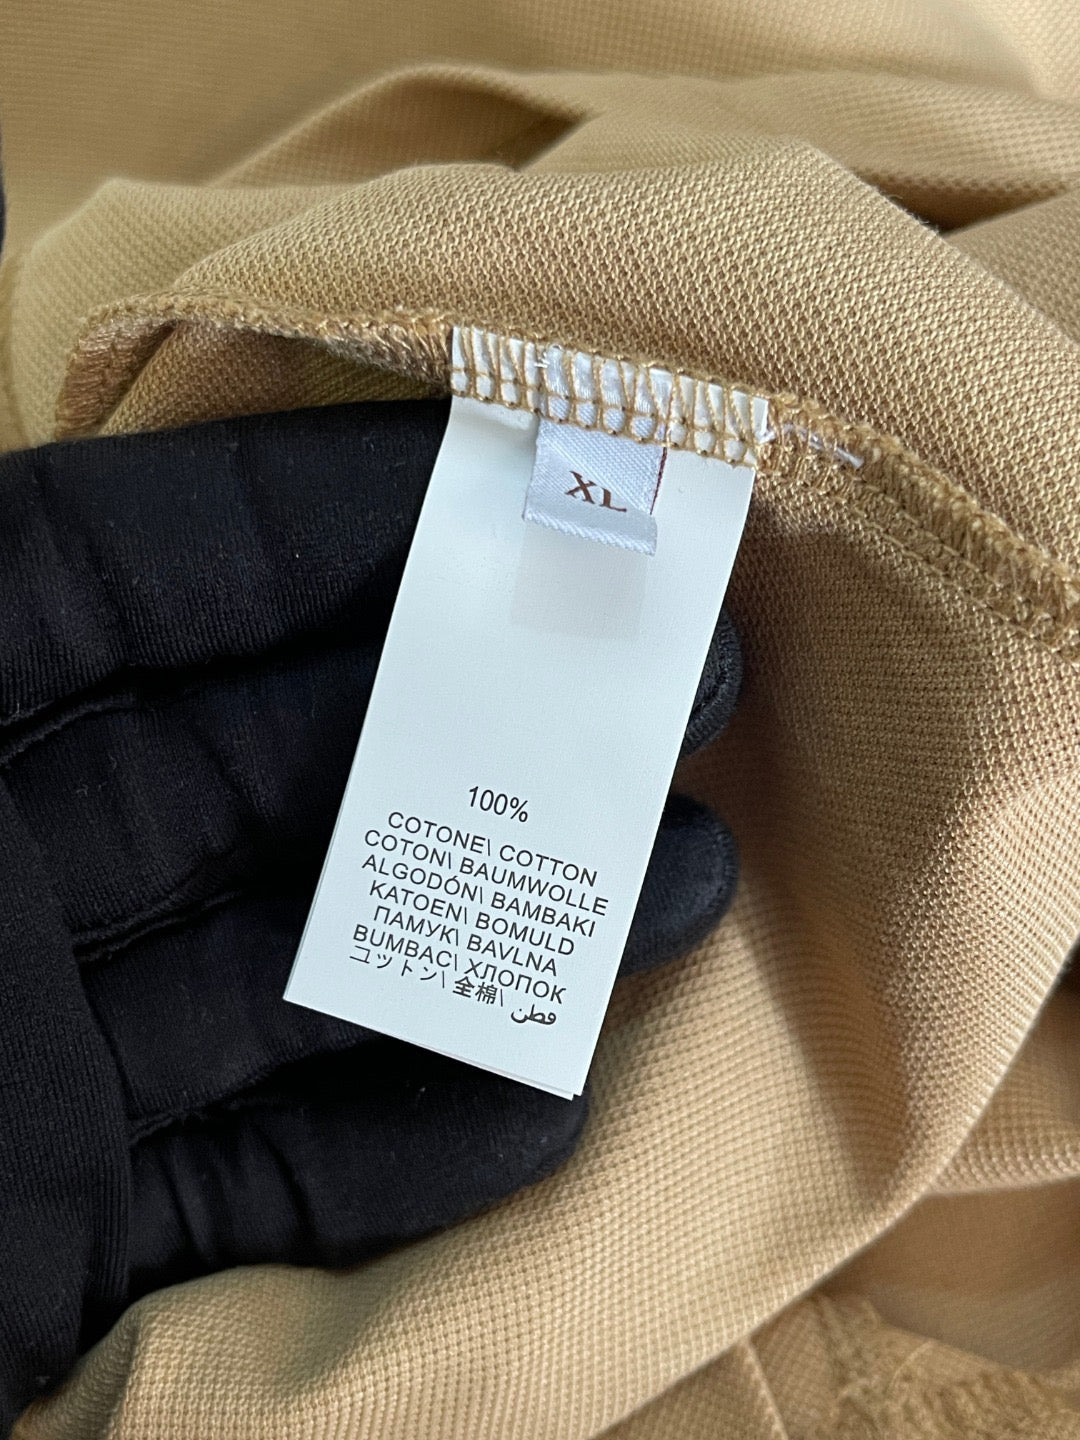 XL
100%
COTONE\ COTTON
COTON\ BAUMWOLLE
ALGODÓN\ BAMBAKI
KATOEN\ BOMULD
ПАМУК\ BAVLNA
BUMBAC\ ХЛОПОК
ユットン\ 全棉\ قطن